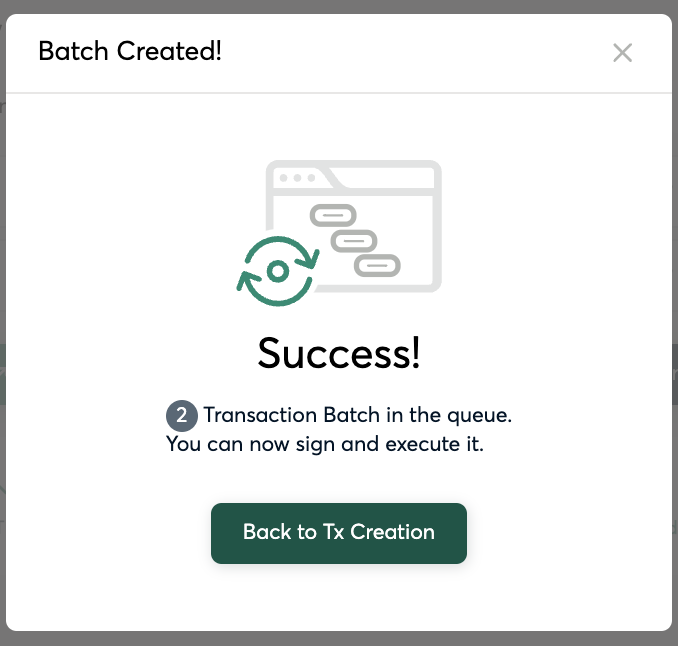 Batch Created!
Success!
2 Transaction Batch in the queue.
You can now sign and execute it.
Back to Tx Creation